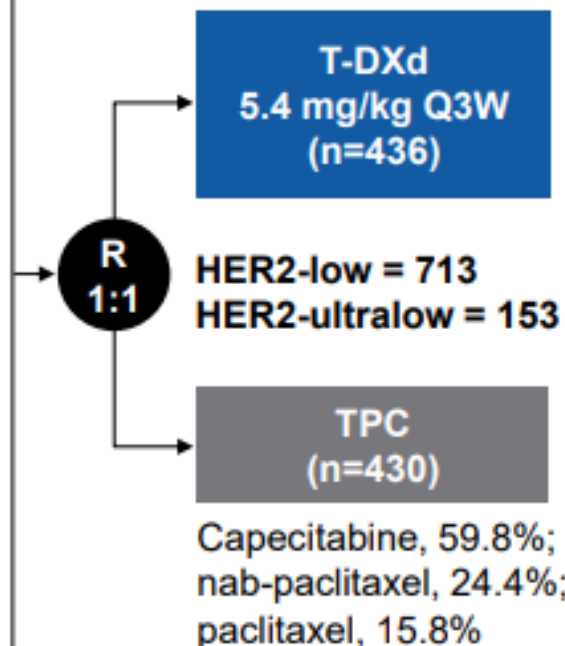 T-DXd
5.4 mg/kg Q3W
(n=436)
R
1:1
HER2-low = 713
HER2-ultralow = 153
TPC
(n=430)
Capecitabine, 59.8%;
nab-paclitaxel, 24.4%;
paclitaxel, 15.8%